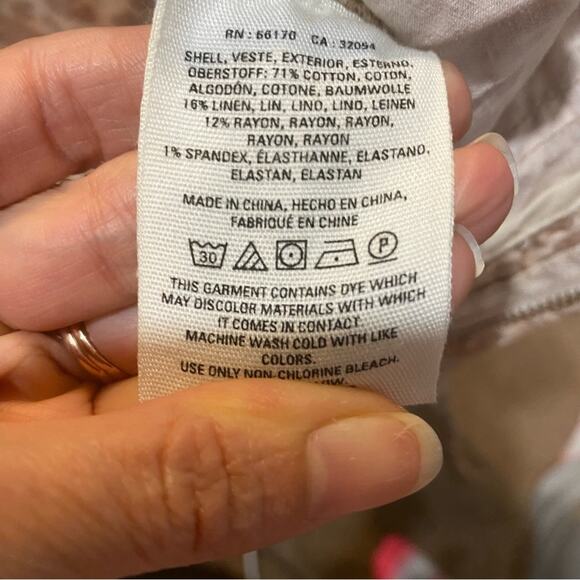 RN : 66170 CA : 32094
SHELL, VESTE, EXTERIOR, ESTERNO,
OBERSTOFF: 71% COTTON, COTON,
ALGODÓN, COTONE, BAUMWOLLE
16% LINEN, LIN, LINO, LINO, LEINEN
12% RAYON, RAYON, RAYON,
RAYON, RAYON
1% SPANDEX, ÉLASTHANNE, ELASTANO,
ELASTAN, ELASTAN
MADE IN CHINA, HECHO EN CHINA,
FABRIQUÉ EN CHINE
30 P
THIS GARMENT CONTAINS DYE WHICH
MAY DISCOLOR MATERIALS WITH WHICH
IT COMES IN CONTACT.
MACHINE WASH COLD WITH LIKE
COLORS.
USE ONLY NON-CHLORINE BLEACH.